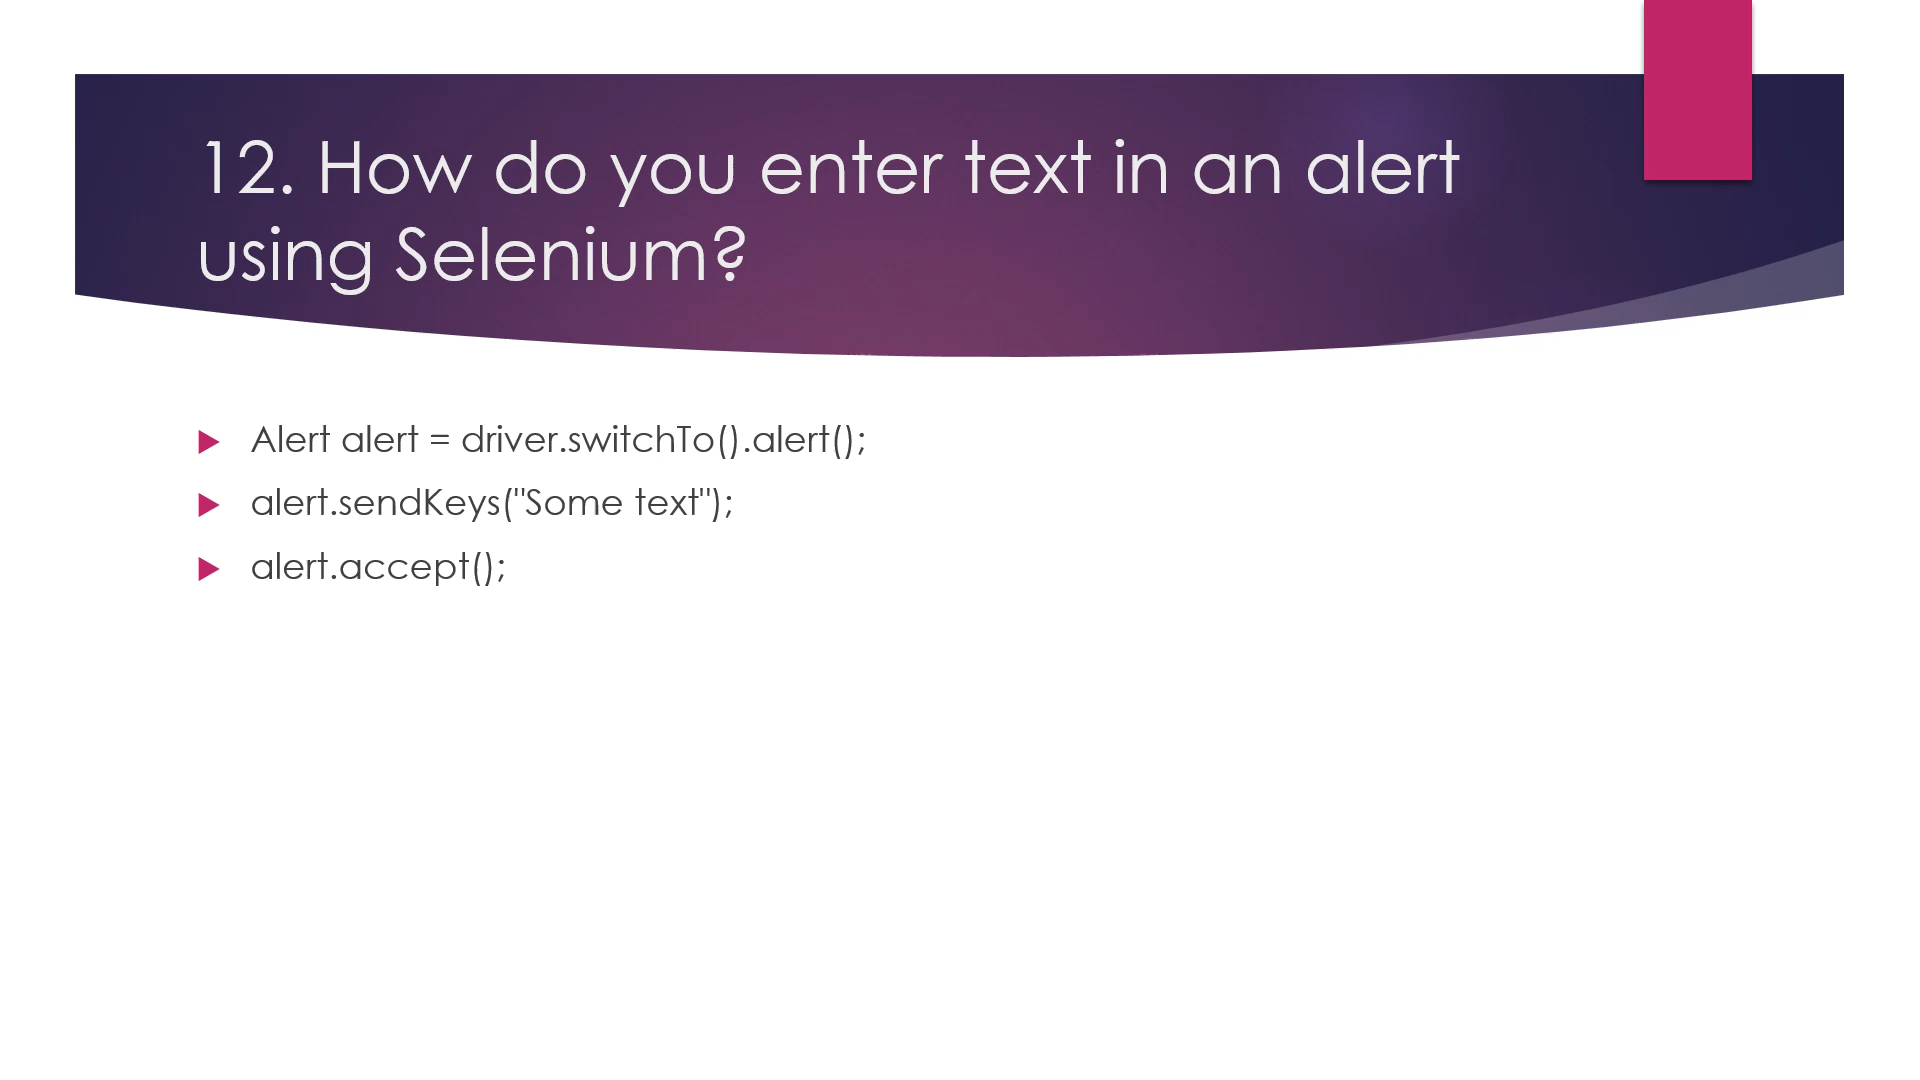 12. How do you enter text in an alert
using Selenium?
Alert alert = driver.switchTo().alert();
alert.sendKeys("Some text");
alert.accept();